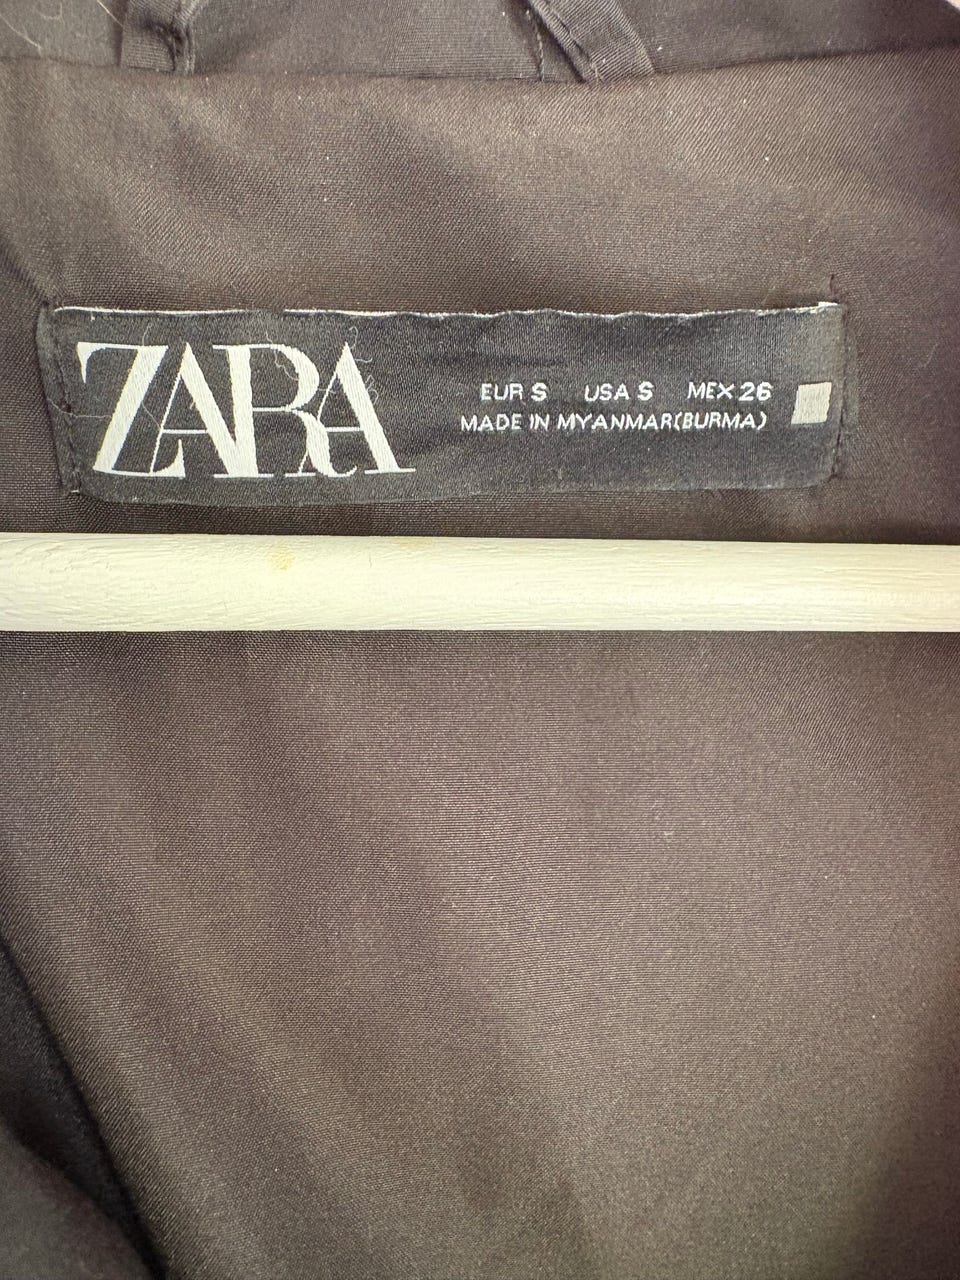 ZARA
EUR S USA S MEX 26
MADE IN MYANMAR(BURMA)